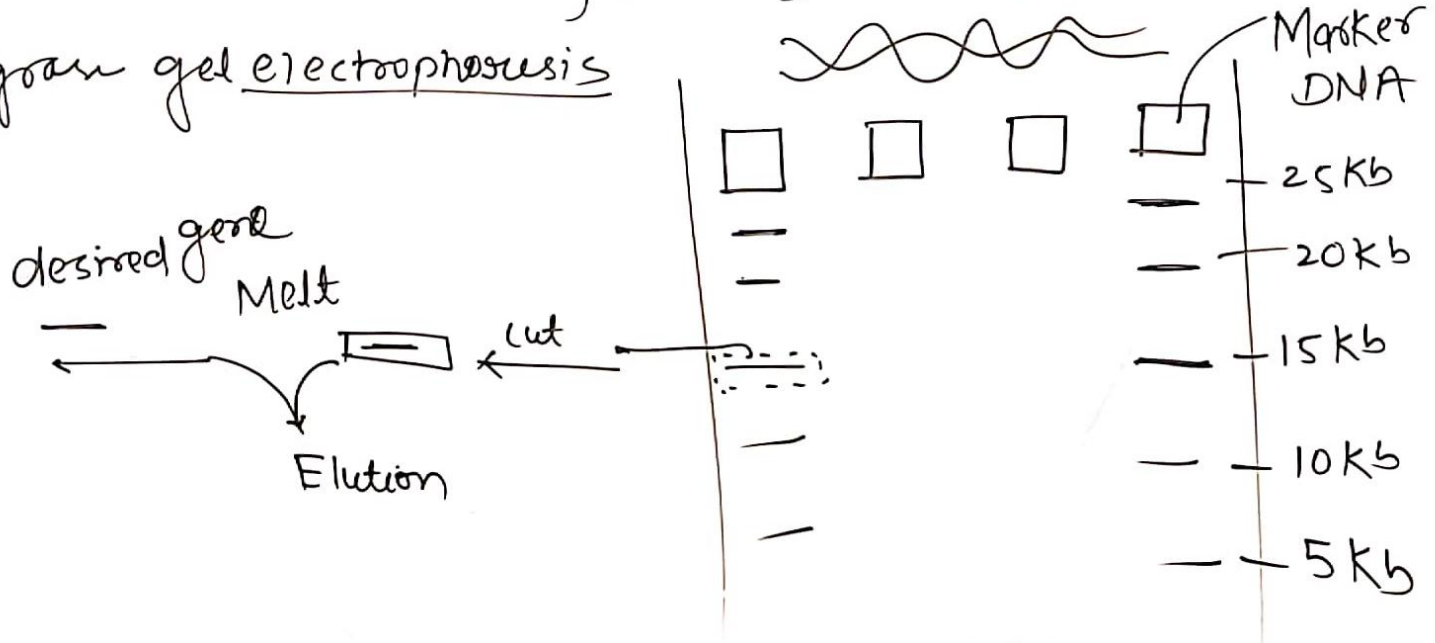 gel electrophoresis
Marker
DNA
25Kb
20Kb
15Kb
10Kb
5Kb
desired gene
Melt
cut
Elution